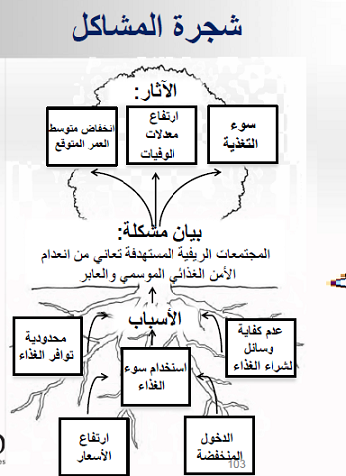 شجرة المشاكل
الآثار:
سوء
التغذية
ارتفاع
معدلات
الوفيات
انخفاض متوسط
العمر المتوقع
بيان مشكلة:
المجتمعات الريفية المستهدفة تعاني من انعدام
الأمن الغذائي الموسمي والعابر
الأسباب
عدم كفاية
وسائل
لشراء الغذاء
محدودية
توافر الغذاء
استخدام سوء
الغذاء
الدخول
المنخفضة
ارتفاع
الأسعار
103